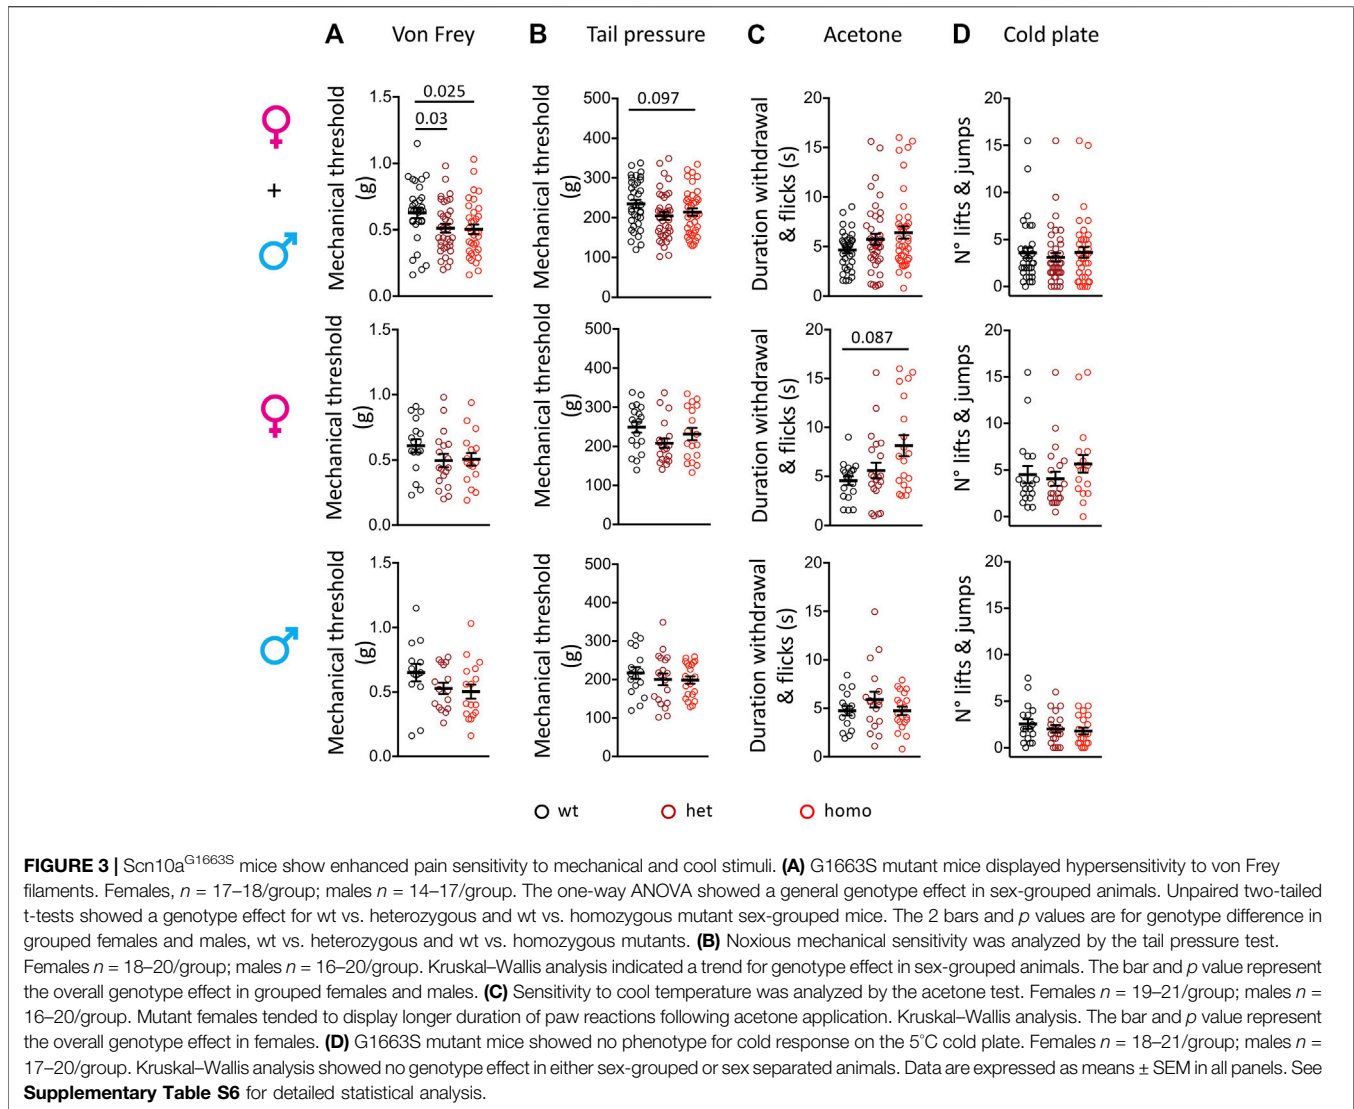 A Von Frey
B Tail pressure
C Acetone
D Cold plate
Mechanical threshold (g)
1.5
1.0
0.5
0.0
0.025
0.03
Mechanical threshold (g)
500
400
300
200
100
0
0.097
Duration withdrawal & flicks (s)
20
15
10
5
0
N° lifts & jumps
20
15
10
5
0
+
Mechanical threshold (g)
1.5
1.0
0.5
0.0
Mechanical threshold (g)
500
400
300
200
100
0
Duration withdrawal & flicks (s)
20
15
10
5
0
0.087
N° lifts & jumps
20
15
10
5
0
Mechanical threshold (g)
1.5
1.0
0.5
0.0
Mechanical threshold (g)
500
400
300
200
100
0
Duration withdrawal & flicks (s)
20
15
10
5
0
N° lifts & jumps
20
15
10
5
0
wt
het
homo
FIGURE 3 | Scn10a^G1663S mice show enhanced pain sensitivity to mechanical and cool stimuli. (A) G1663S mutant mice displayed hypersensitivity to von Frey
filaments. Females, n = 17–18/group; males n = 14–17/group. The one-way ANOVA showed a general genotype effect in sex-grouped animals. Unpaired two-tailed
t-tests showed a genotype effect for wt vs. heterozygous and wt vs. homozygous mutant sex-grouped mice. The 2 bars and p values are for genotype difference in
grouped females and males, wt vs. heterozygous and wt vs. homozygous mutants. (B) Noxious mechanical sensitivity was analyzed by the tail pressure test.
Females n = 18–20/group; males n = 16–20/group. Kruskal–Wallis analysis indicated a trend for genotype effect in sex-grouped animals. The bar and p value represent
the overall genotype effect in grouped females and males. (C) Sensitivity to cool temperature was analyzed by the acetone test. Females n = 19–21/group; males n =
16–20/group. Mutant females tended to display longer duration of paw reactions following acetone application. Kruskal–Wallis analysis. The bar and p value represent
the overall genotype effect in females. (D) G1663S mutant mice showed no phenotype for cold response on the 5°C cold plate. Females n = 18–21/group; males n =
17–20/group. Kruskal–Wallis analysis showed no genotype effect in either sex-grouped or sex separated animals. Data are expressed as means ± SEM in all panels. See
Supplementary Table S6 for detailed statistical analysis.